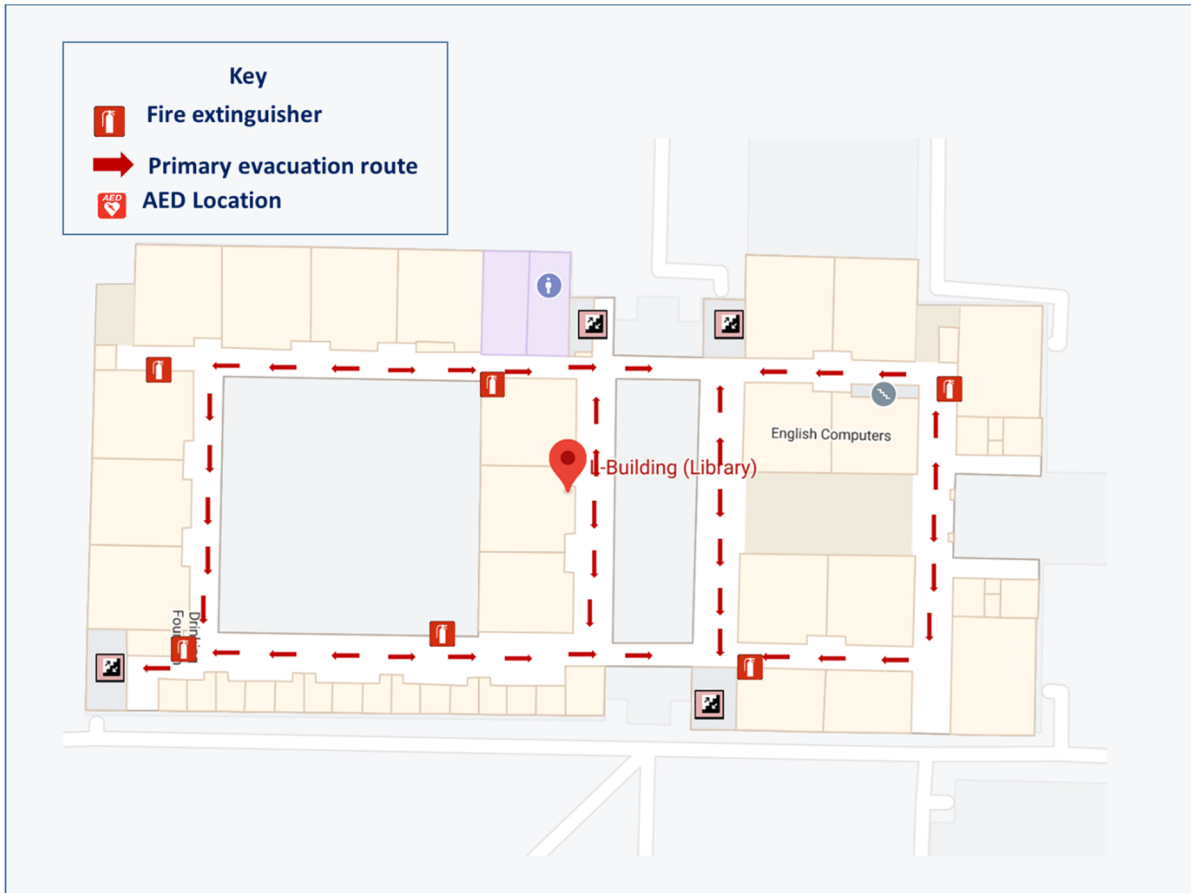 Key
Fire extinguisher
Primary evacuation route
AED
AED Location
English Computers
L-Building (Library)